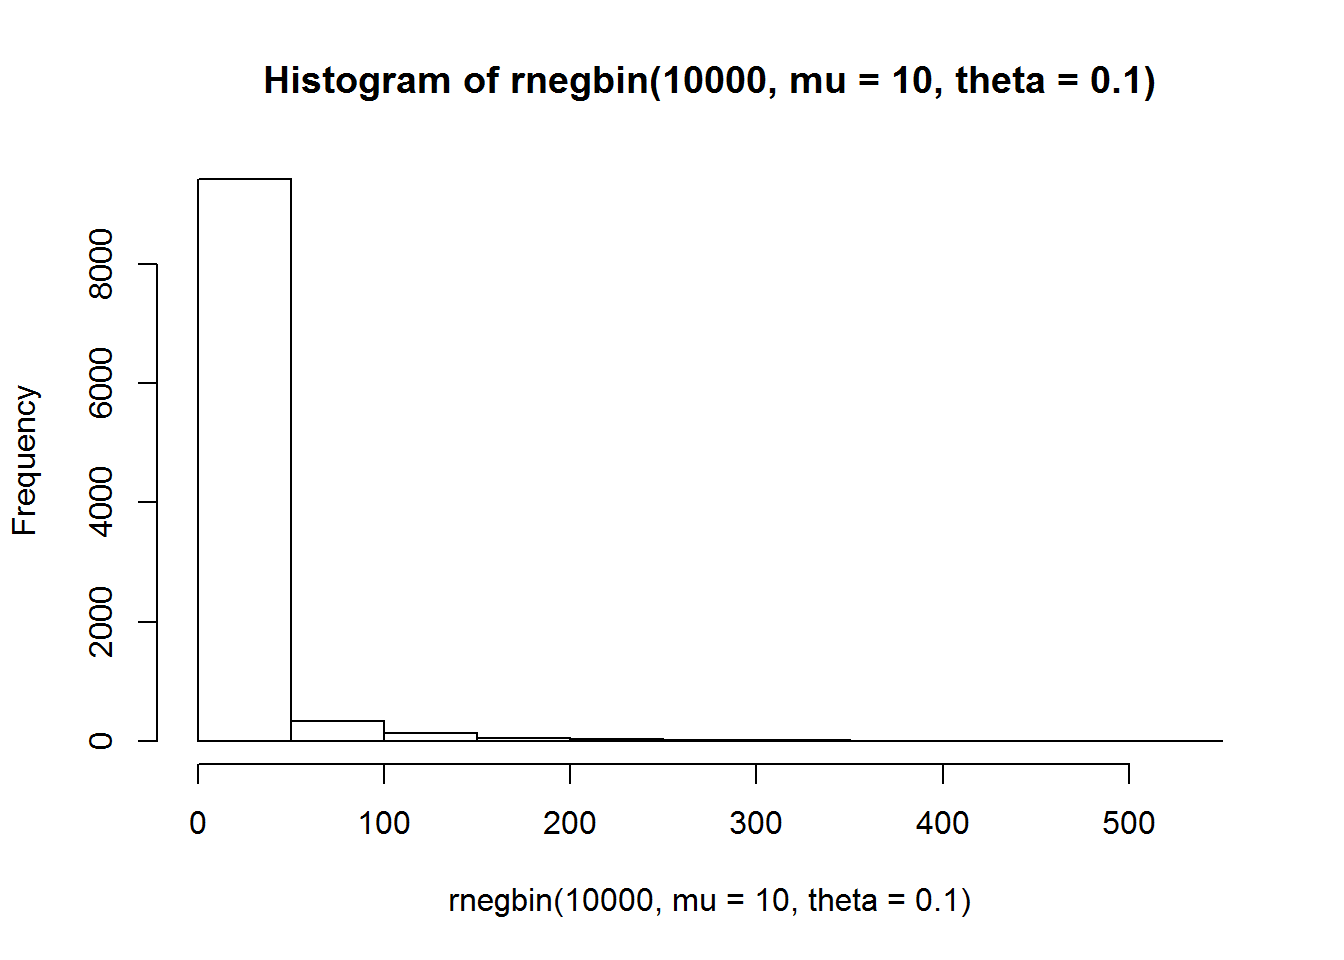 Histogram of rnegbin(10000, mu = 10, theta = 0.1)
Frequency
8000
6000
4000
2000
0
0 100 200 300 400 500
rnegbin(10000, mu = 10, theta = 0.1)